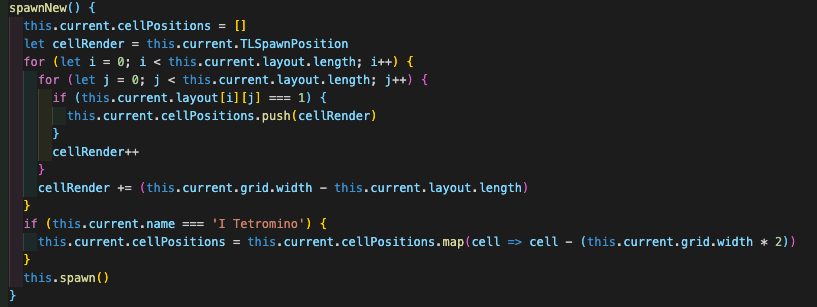 spawnNew() {
  this.current.cellPositions = []
  let cellRender = this.current.TLSpawnPosition
  for (let i = 0; i < this.current.layout.length; i++) {
    for (let j = 0; j < this.current.layout.length; j++) {
      if (this.current.layout[i][j] === 1) {
        this.current.cellPositions.push(cellRender)
      }
      cellRender++
    }
    cellRender += (this.current.grid.width - this.current.layout.length)
  }
  if (this.current.name === 'I Tetromino') {
    this.current.cellPositions = this.current.cellPositions.map(cell => cell - (this.current.grid.width * 2))
  }
  this.spawn()
}